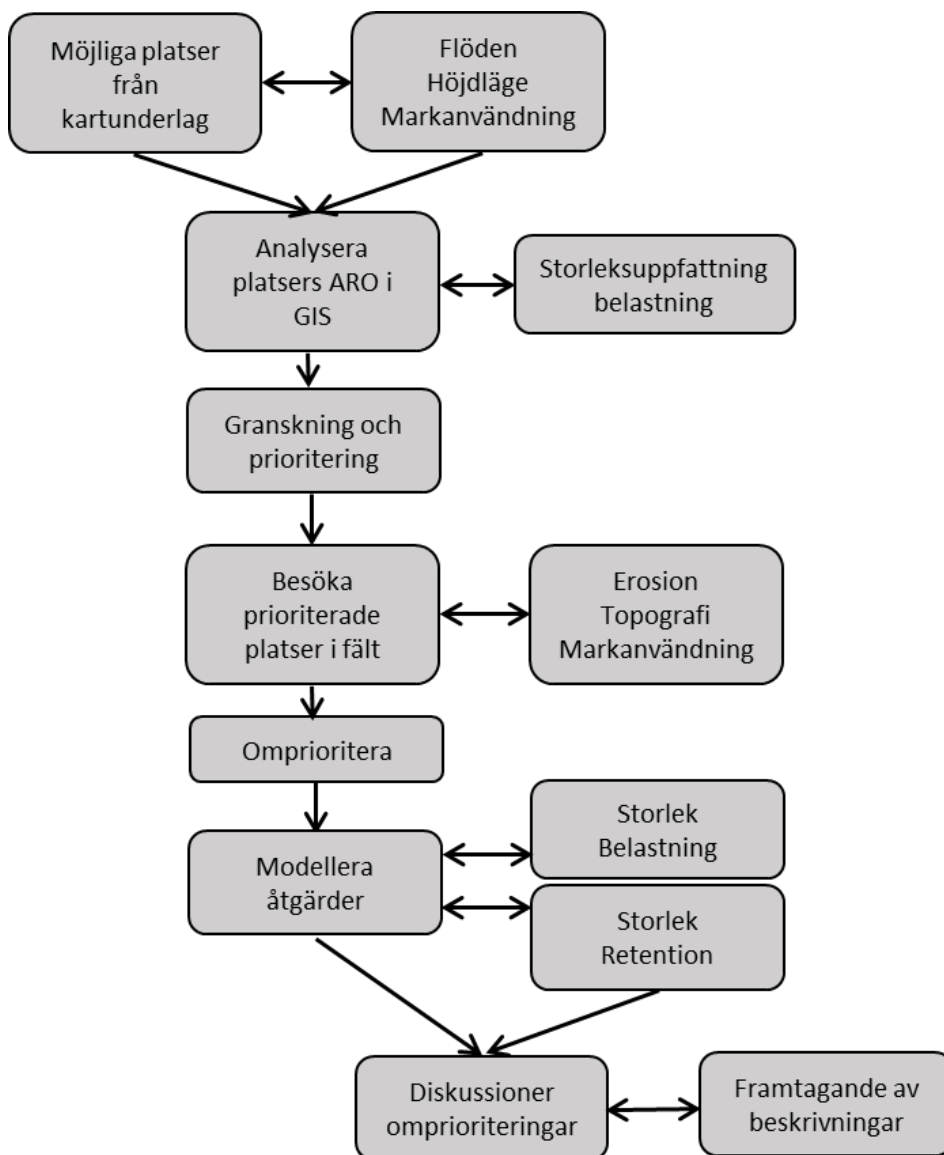 Möjliga platser
från
kartunderlag
Flöden
Höjdläge
Markanvändning
Analysera
platsers ARO i
GIS
Storleksuppfattning
belastning
Granskning och
prioritering
Besöka
prioriterade
platser i fält
Erosion
Topografi
Markanvändning
Omprioritera
Storlek
Belastning
Modellera
åtgärder
Storlek
Retention
Diskussioner
omprioriteringar
Framtagande av
beskrivningar